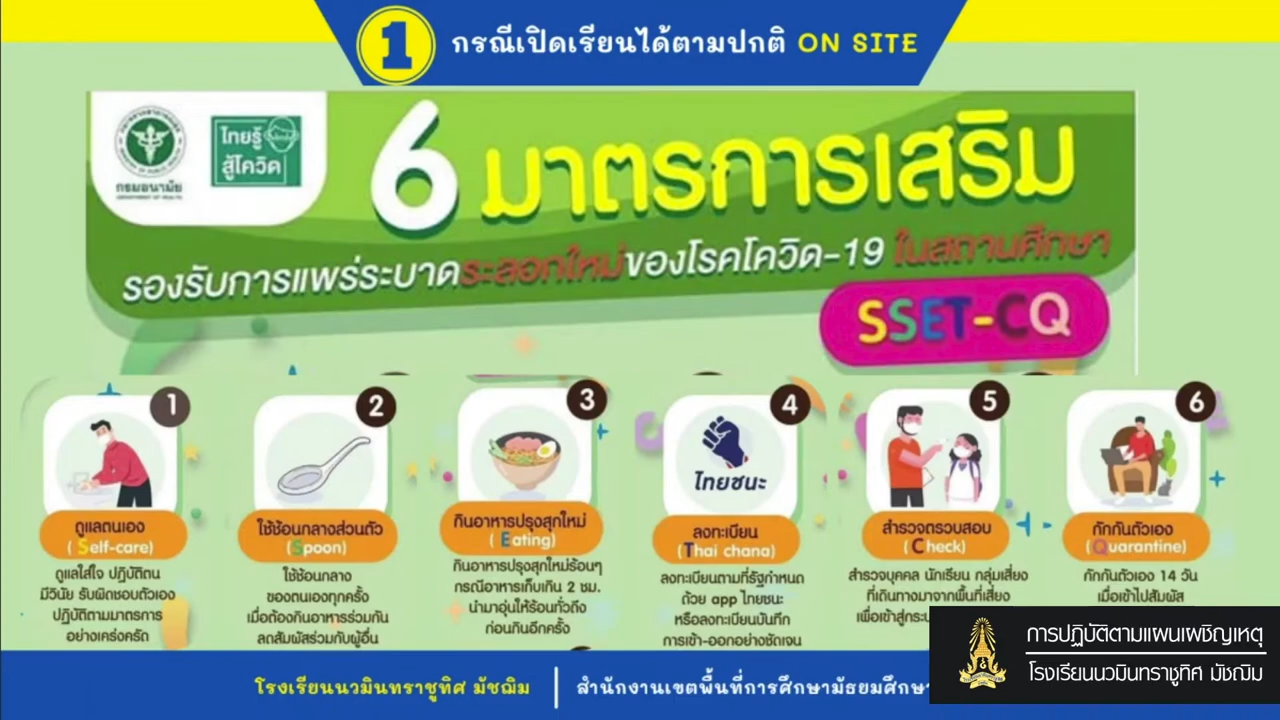 1 กรณีเปิดเรียนได้ตามปกติ ON SITE
กรมอนามัย
ไทยรู้
สู้โควิด
6 มาตรการเสริม
รองรับการแพร่ระบาดระลอกใหม่ของโรคโควิด-19 ในสถานศึกษา
SSET-CQ
1
ดูแลตนเอง
(Self-care)
ดูแลใส่ใจ ปฏิบัติตน
มีวินัย รับผิดชอบตัวเอง
ปฏิบัติตามมาตรการ
อย่างเคร่งครัด
2
ใช้ช้อนกลางส่วนตัว
(Spoon)
ใช้ช้อนกลาง
ของตนเองทุกครั้ง
เมื่อต้องกินอาหารร่วมกัน
ลดสัมผัสร่วมกับผู้อื่น
3
กินอาหารปรุงสุกใหม่
(Eating)
กินอาหารปรุงสุกใหม่ร้อนๆ
กรณีอาหารเก็บเกิน 2 ชม.
นำมาอุ่นให้ร้อนทั่วถึง
ก่อนกินอีกครั้ง
4
ไทยชนะ
ลงทะเบียน
(Thai chana)
ลงทะเบียนตามที่รัฐกำหนด
ด้วย app ไทยชนะ
หรือลงทะเบียนบันทึก
การเข้า-ออกอย่างชัดเจน
5
สำรวจตรวบสอบ
(Check)
สำรวจบุคคล นักเรียน กลุ่มเสี่ยง
ที่เดินทางมาจากพื้นที่เสี่ยง
เพื่อเข้าสู่กระบ
6
กักกันตัวเอง
(Quarantine)
กักกันตัวเอง 14 วัน
เมื่อเข้าไปสัมผัส
การปฏิบัติตามแผนเผชิญเหตุ
โรงเรียนนวมินทราชูทิศ มัชฌิม
โรงเรียนนวมินทราชูทิศ มัชฌิม | สำนักงานเขตพื้นที่การศึกษามัธยมศึกษา